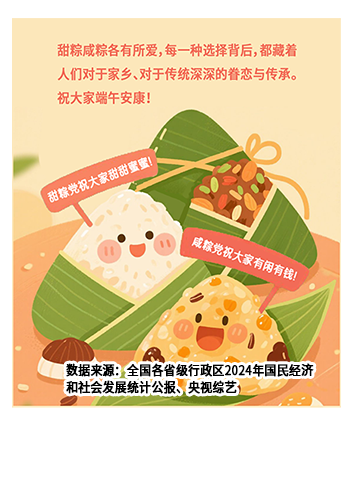 甜粽咸粽各有所爱，每一种选择背后，都藏着
人们对于家乡、对于传统深深的眷恋与传承。
祝大家端午安康！
甜粽党祝大家甜甜蜜蜜！
咸粽党祝大家有闲有钱！
数据来源：全国各省级行政区2024年国民经济
和社会发展统计公报、央视综艺